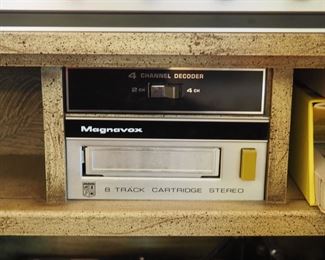 4 CHANNEL DECODER
2 CH 4 CH
Magnavox
8 TRACK CARTRIDGE STEREO